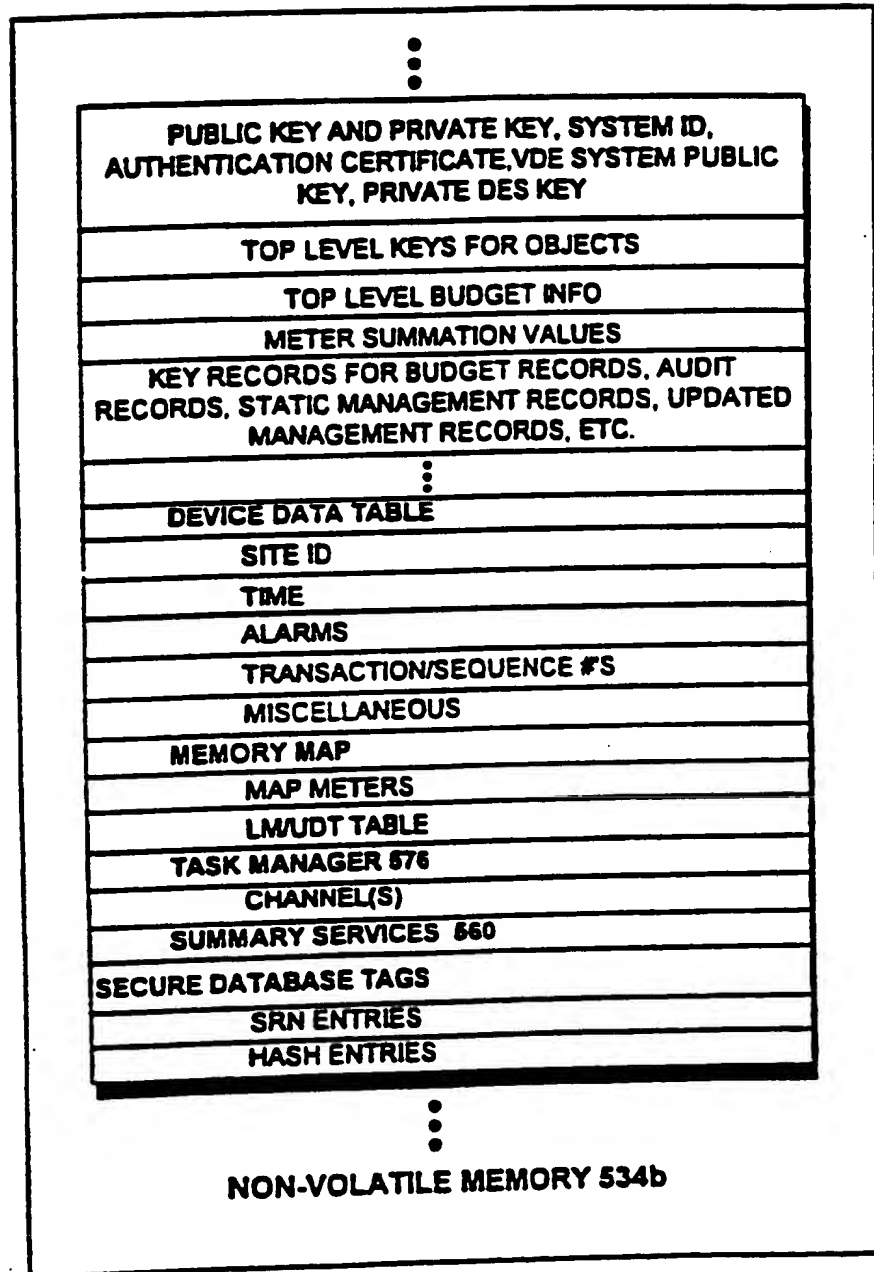 PUBLIC KEY AND PRIVATE KEY, SYSTEM ID,
AUTHENTICATION CERTIFICATE,VDE SYSTEM PUBLIC
KEY, PRIVATE DES KEY
TOP LEVEL KEYS FOR OBJECTS
TOP LEVEL BUDGET INFO
METER SUMMATION VALUES
KEY RECORDS FOR BUDGET RECORDS, AUDIT
RECORDS, STATIC MANAGEMENT RECORDS, UPDATED
MANAGEMENT RECORDS, ETC.
DEVICE DATA TABLE
SITE ID
TIME
ALARMS
TRANSACTION/SEQUENCE #'S
MISCELLANEOUS
MEMORY MAP
MAP METERS
LM/UDT TABLE
TASK MANAGER 576
CHANNEL(S)
SUMMARY SERVICES 560
SECURE DATABASE TAGS
SRN ENTRIES
HASH ENTRIES
NON-VOLATILE MEMORY 534b